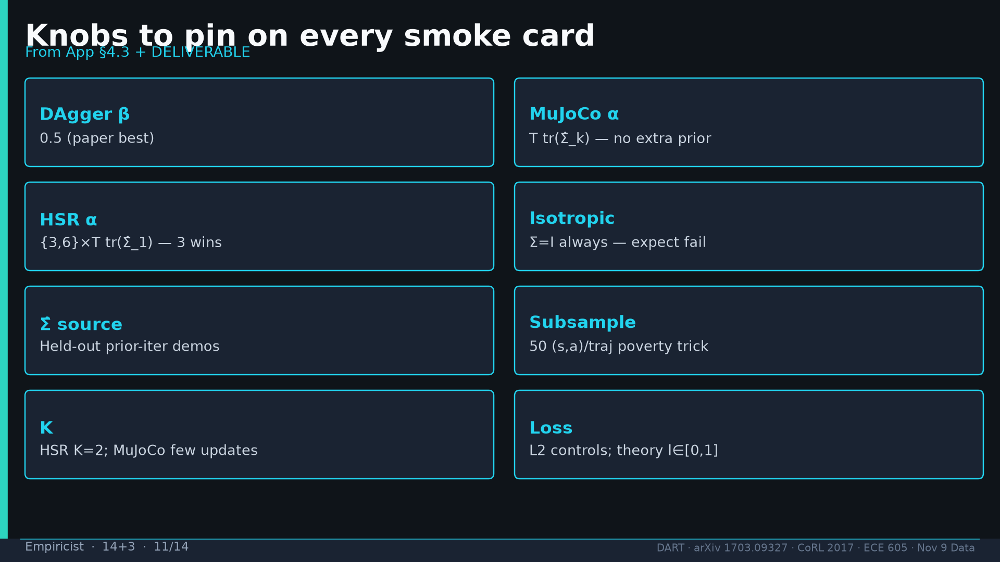 Knobs to pin on every smoke card
From App §4.3 + DELIVERABLE
DAgger β
0.5 (paper best)
MuJoCo α
T tr(Σ̂_k) — no extra prior
HSR α
{3,6}×T tr(Σ̂_1) — 3 wins
Isotropic
Σ=I always — expect fail
Σ̂ source
Held-out prior-iter demos
Subsample
50 (s,a)/traj poverty trick
K
HSR K=2; MuJoCo few updates
Loss
L2 controls; theory l∈[0,1]
Empiricist · 14+3 · 11/14
DART · arXiv 1703.09327 · CoRL 2017 · ECE 605 · Nov 9 Data